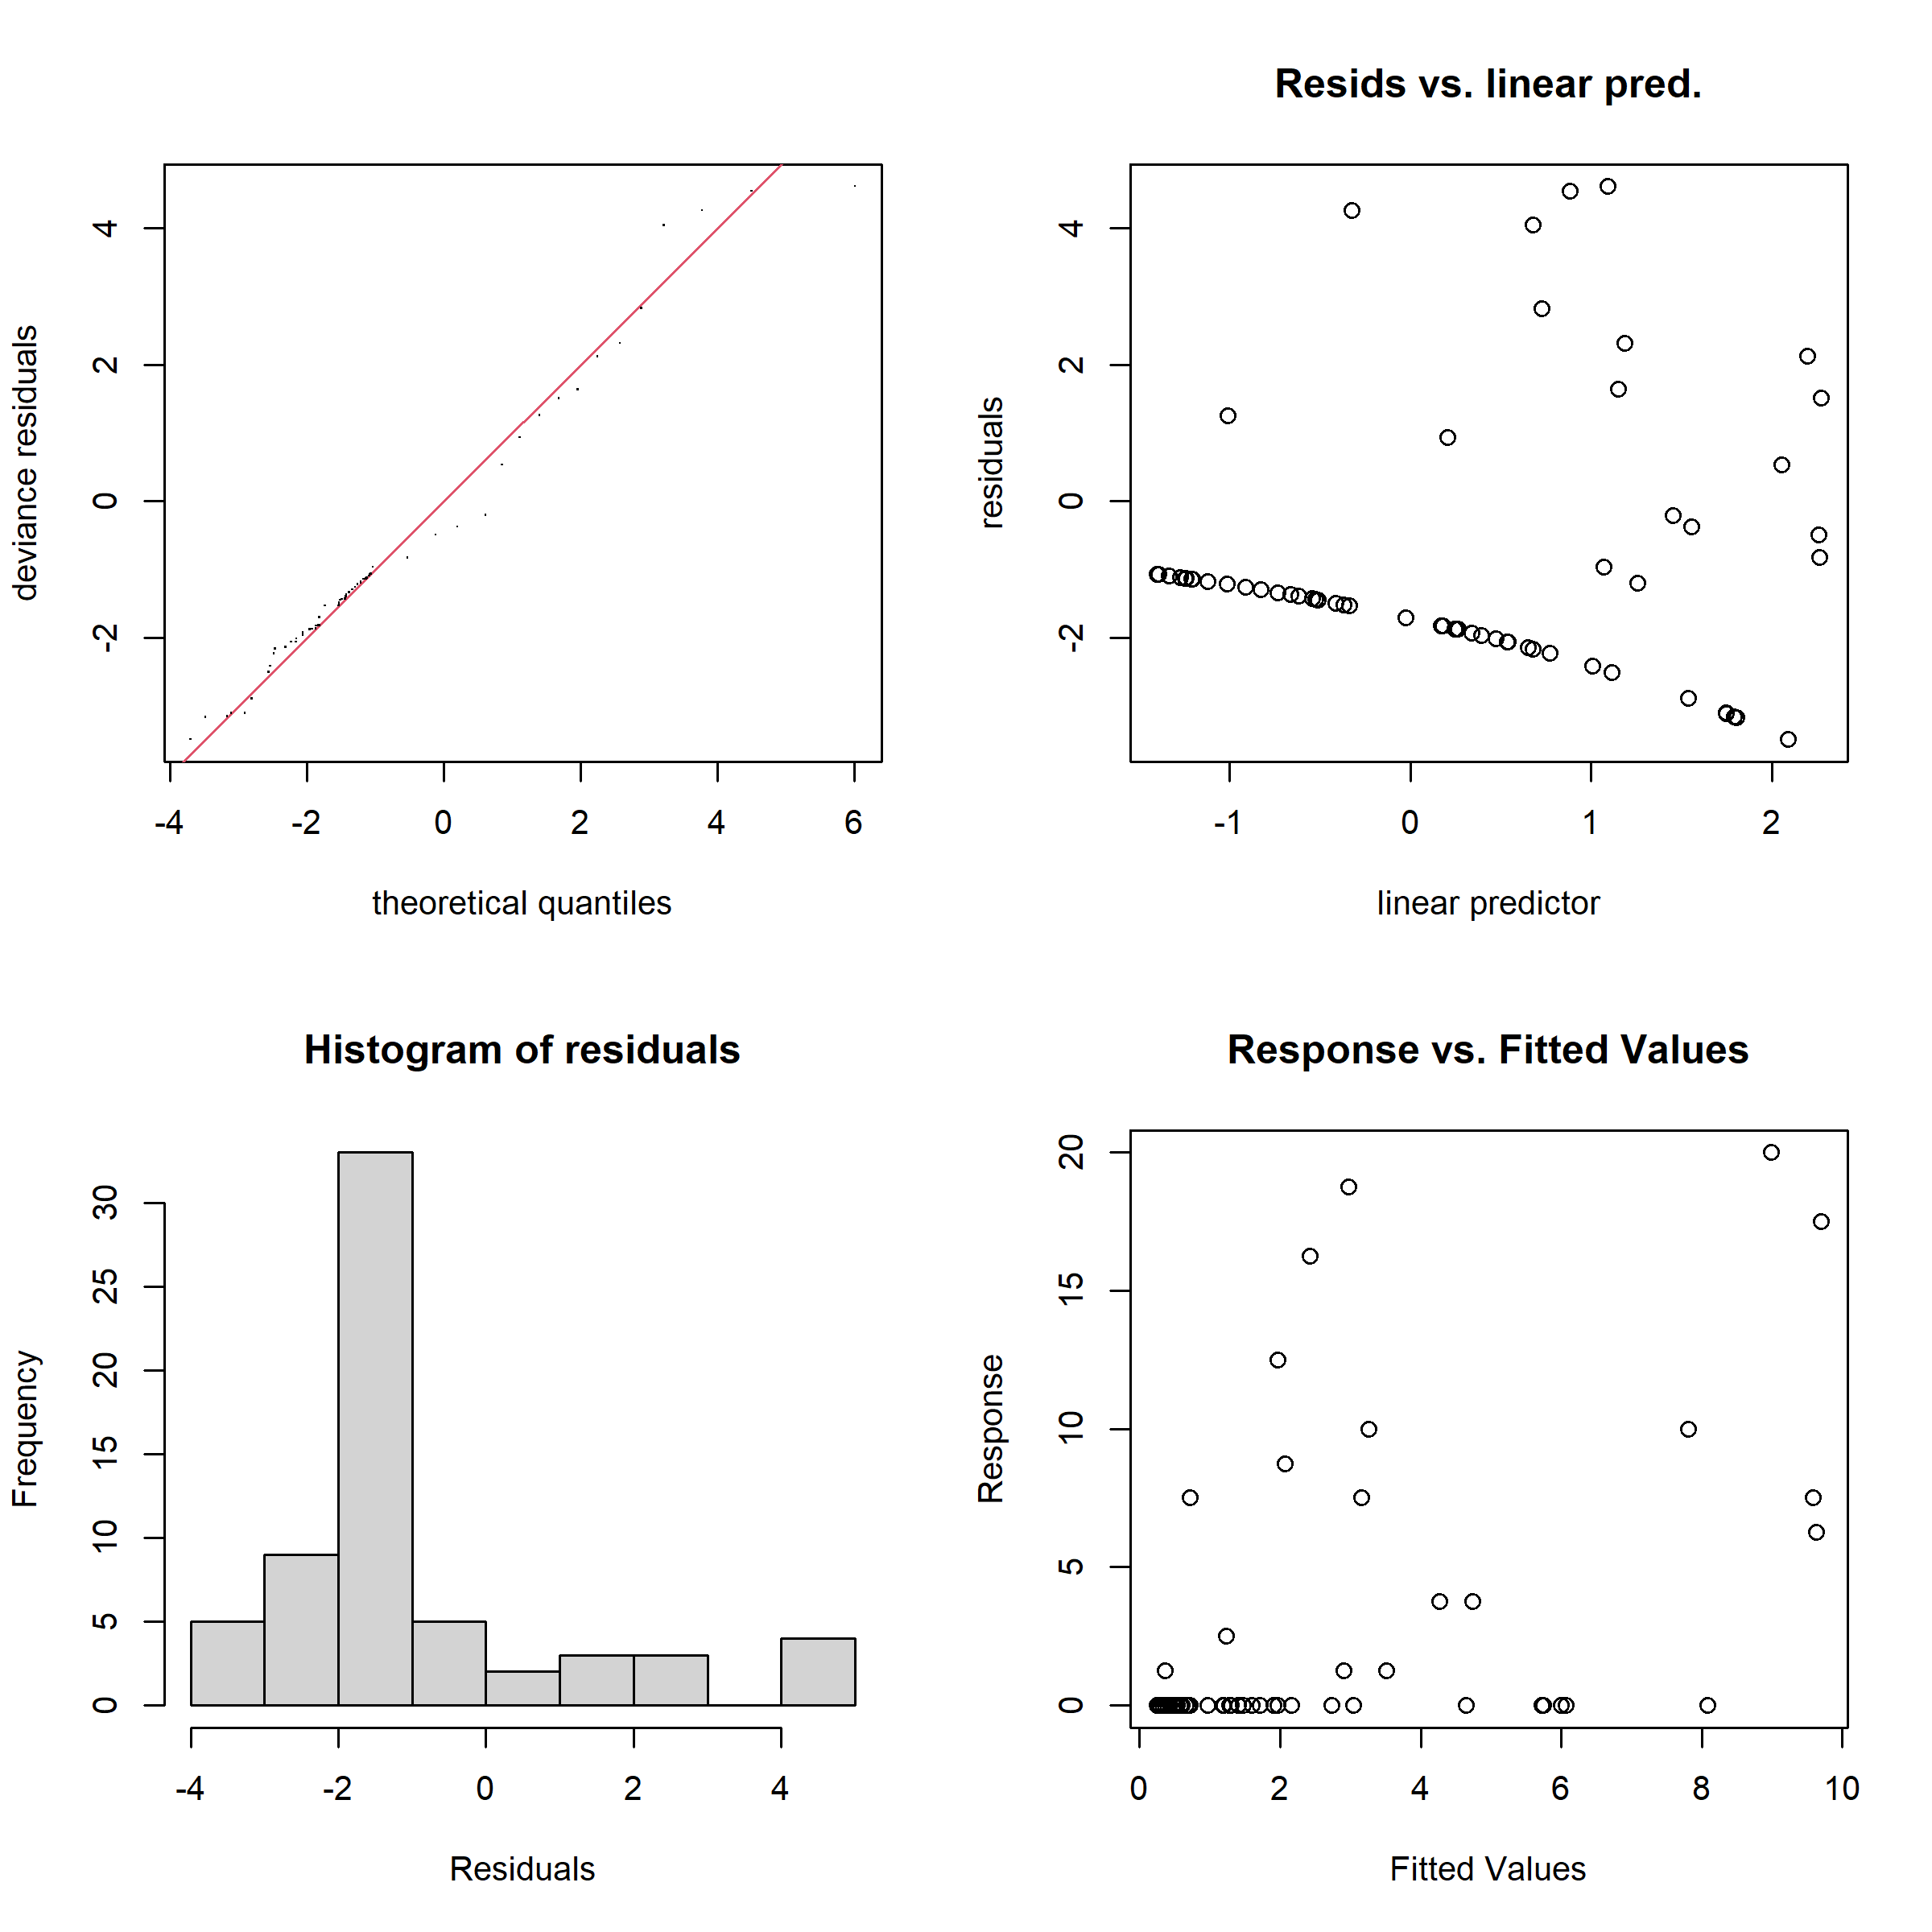 deviance residuals
4
2
0
-2
-4 -2 0 2 4 6
theoretical quantiles
Resids vs. linear pred.
residuals
4
2
0
-2
-1 0 1 2
linear predictor
Histogram of residuals
Frequency
30
25
20
15
10
5
0
-4 -2 0 2 4
Residuals
Response vs. Fitted Values
Response
20
15
10
5
0
0 2 4 6 8 10
Fitted Values